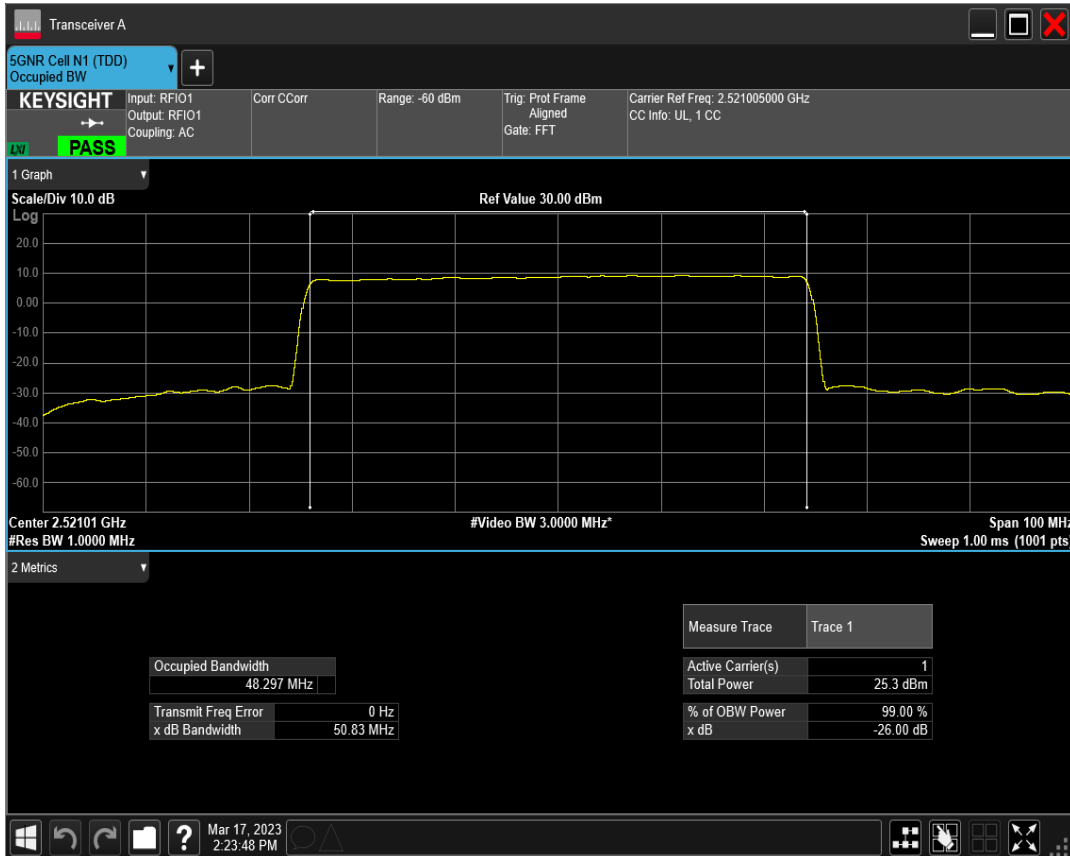 Transceiver A
5GNR Cell N1 (TDD)
Occupied BW
+
KEYSIGHT
LXI
PASS
Input: RFIO1
Output: RFIO1
Coupling: AC
Corr CCorr
Range: -60 dBm
Trig: Prot Frame
Aligned
Gate: FFT
Carrier Ref Freq: 2.521005000 GHz
CC Info: UL, 1 CC
1 Graph
Scale/Div 10.0 dB
Ref Value 30.00 dBm
Log
20.0
10.0
0.00
-10.0
-20.0
-30.0
-40.0
-50.0
-60.0
Center 2.52101 GHz
#Video BW 3.0000 MHz*
Span 100 MHz
#Res BW 1.0000 MHz
Sweep 1.00 ms (1001 pts)
2 Metrics
Measure Trace Trace 1
Occupied Bandwidth
48.297 MHz
Active Carrier(s) 1
Total Power 25.3 dBm
Transmit Freq Error 0 Hz
x dB Bandwidth 50.83 MHz
% of OBW Power 99.00 %
x dB -26.00 dB
?
Mar 17, 2023
2:23:48 PM